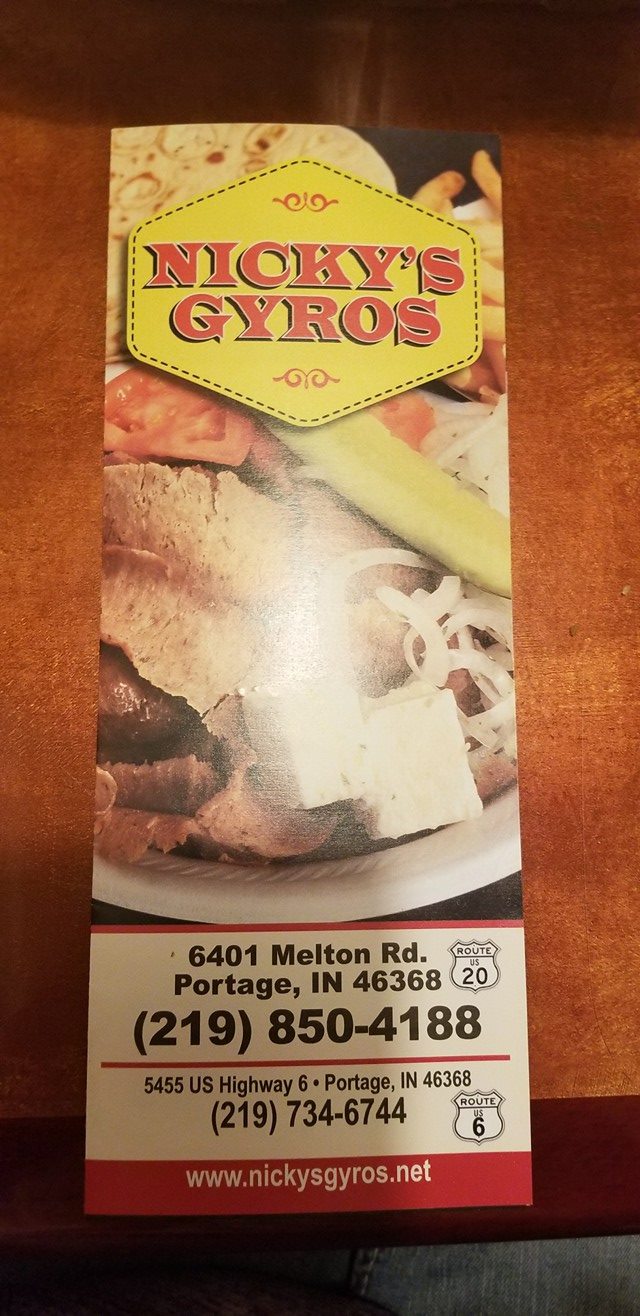 NICKY'S
GYROS
6401 Melton Rd.
Portage, IN 46368
ROUTE
US
20
(219) 850-4188
5455 US Highway 6 • Portage, IN 46368
(219) 734-6744
ROUTE
US
6
www.nickysgyros.net